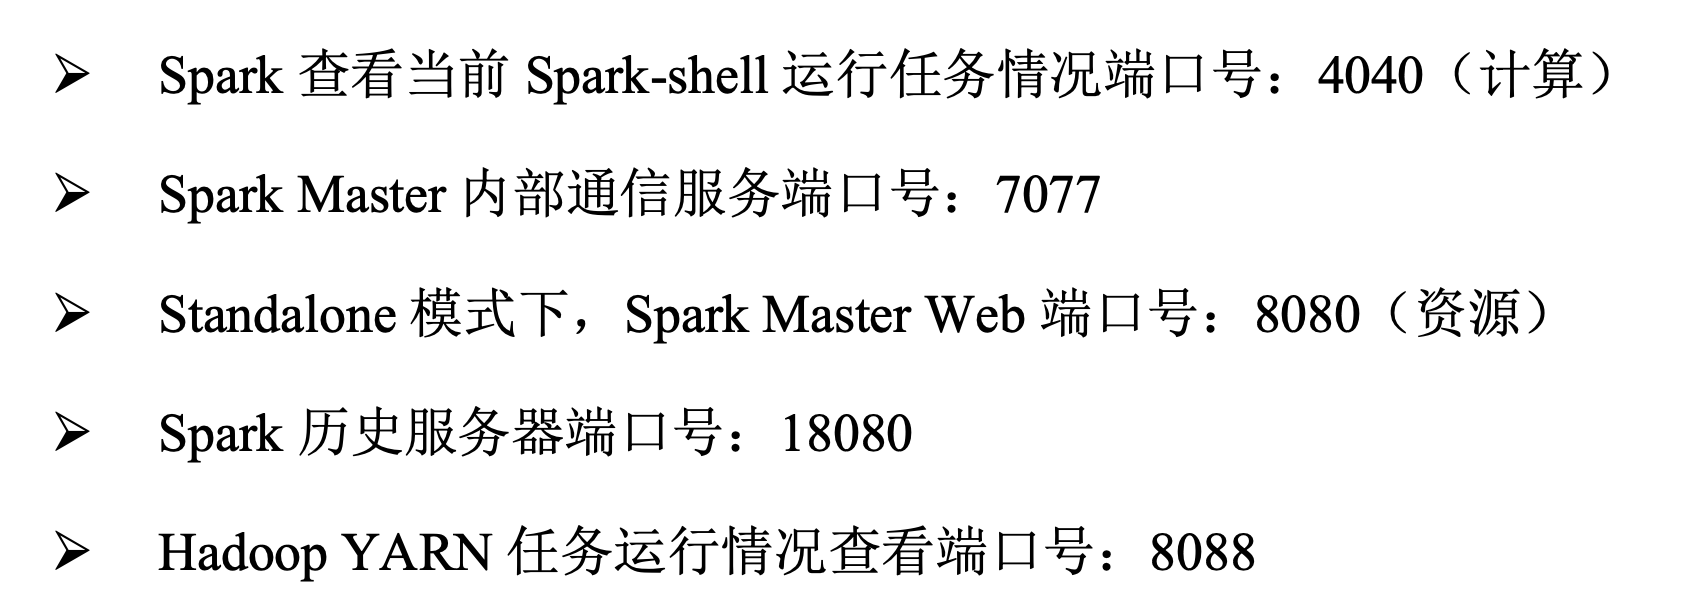 ➢ Spark 查看当前 Spark-shell 运行任务情况端口号：4040（计算）
➢ Spark Master 内部通信服务端口号：7077
➢ Standalone 模式下，Spark Master Web 端口号：8080（资源）
➢ Spark 历史服务器端口号：18080
➢ Hadoop YARN 任务运行情况查看端口号：8088